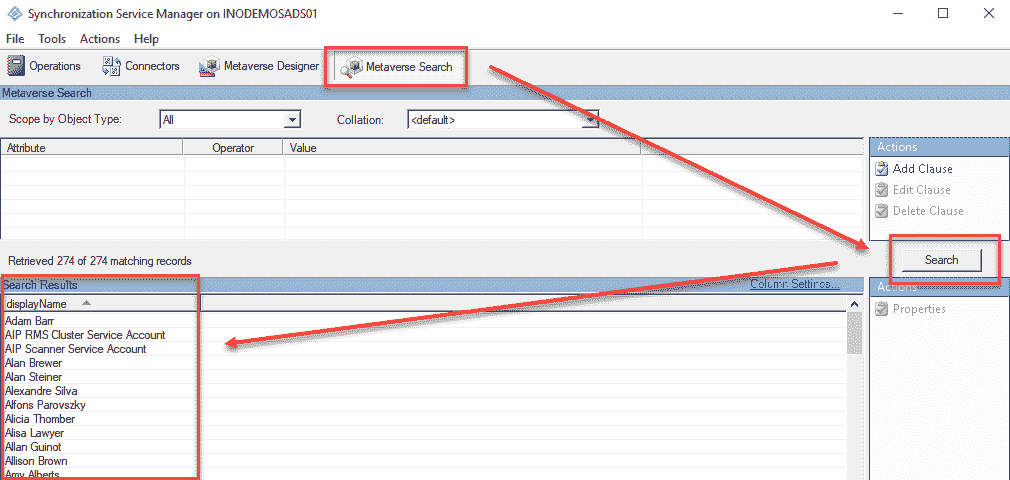 Synchronization Service Manager on INODEMOSADS01
File Tools Actions Help
Operations Connectors Metaverse Designer Metaverse Search
Metaverse Search
Scope by Object Type: All Collation: <default>
Attribute Operator Value
Actions
Add Clause
Edit Clause
Delete Clause
Retrieved 274 of 274 matching records
Search
Search Results Column Settings...
Actions
displayName
Properties
Adam Barr
AIP RMS Cluster Service Account
AIP Scanner Service Account
Alan Brewer
Alan Steiner
Alexandre Silva
Alfons Parovszky
Alicia Thomber
Alisa Lawyer
Allan Guinot
Allison Brown
Amy Alberts